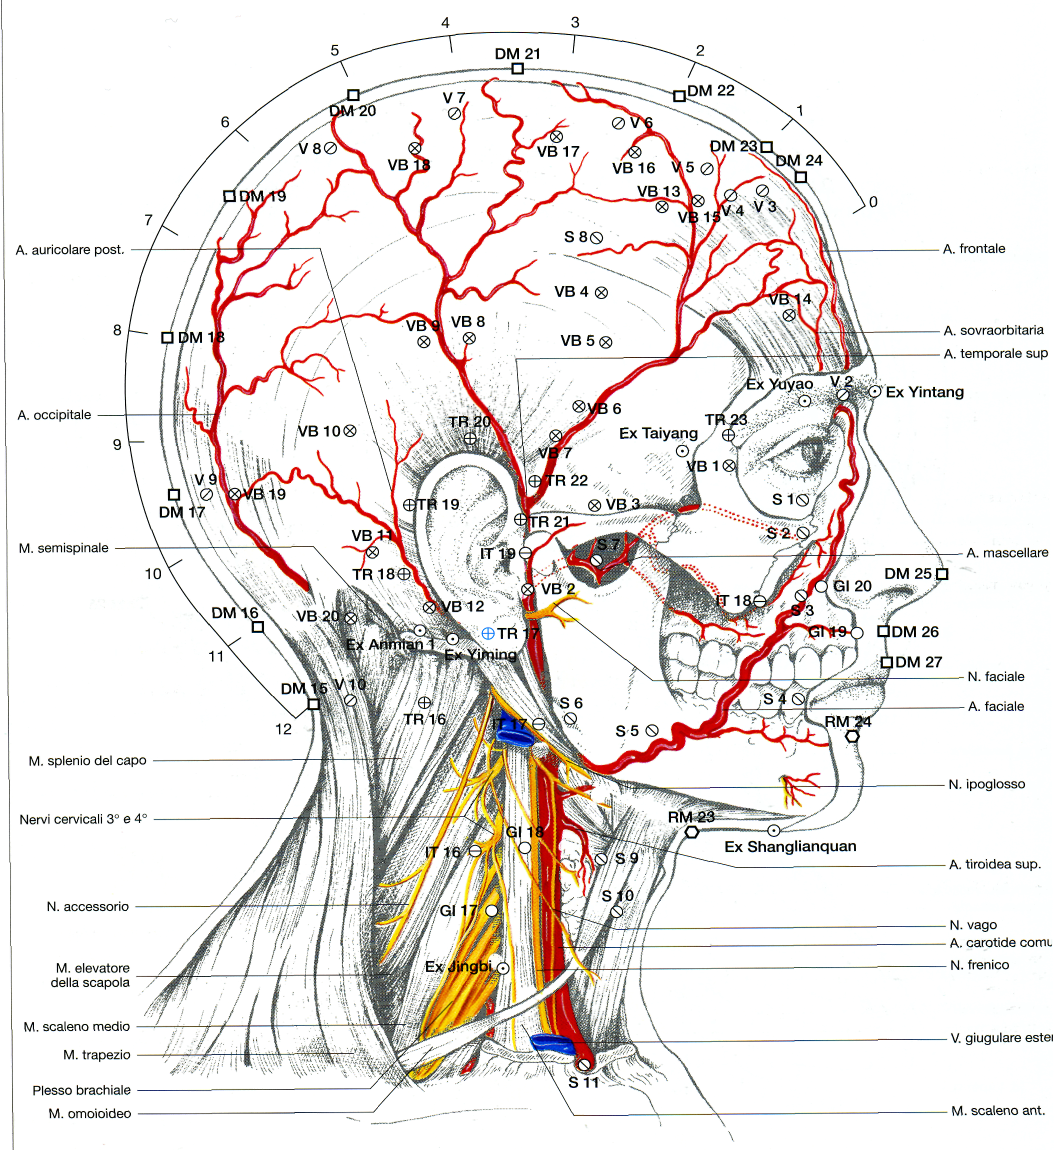 4
3
5
DM 21
2
DM 22
DM 20
V 7
V 6
1
6
V 8
VB 18
VB 17
VB 16
V 5
DM 23
DM 24
DM 19
VB 13
VB 15
V 4
V 3
0
7
S 8
A. auricolare post.
A. frontale
VB 4
VB 14
8
DM 18
VB 9
VB 8
VB 5
A. sovraorbitaria
A. temporale sup
Ex Yuyao
V 2
Ex Yintang
A. occipitale
VB 6
TR 20
TR 23
9
VB 10
Ex Taiyang
VB 7
VB 1
V 9
VB 19
TR 22
S 1
DM 17
TR 19
VB 3
TR 21
VB 11
S 2
M. semispinale
IT 19
S 7
A. mascellare
10
TR 18
DM 25
VB 2
GI 20
DM 16
VB 12
IT 18
S 3
VB 20
TR 17
GI 19
DM 26
Ex Anmian 1
Ex Yiming
11
DM 27
N. faciale
DM 15
V 10
S 6
S 4
A. faciale
TR 16
IT 17
S 5
RM 24
12
M. splenio del capo
N. ipoglosso
Nervi cervicali 3° e 4°
RM 23
GI 18
Ex Shanglianquan
IT 16
S 9
A. tiroidea sup.
S 10
N. accessorio
GI 17
N. vago
A. carotide comu
Ex Jingbi
N. frenico
M. elevatore
della scapola
M. scaleno medio
V. giugulare ester
M. trapezio
S 11
Plesso brachiale
M. omoioideo
M. scaleno ant.